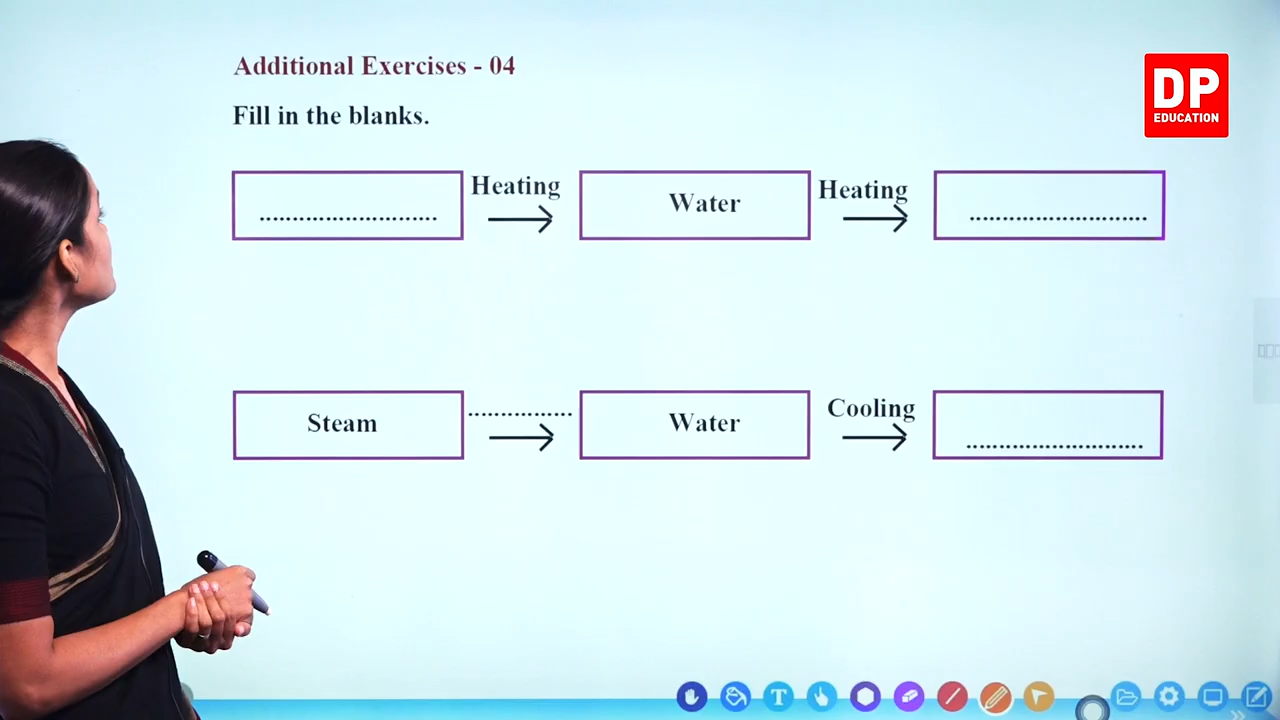 Additional Exercises - 04
DP
EDUCATION
Fill in the blanks.
.......................... Heating Water Heating ..........................
Steam ............... Water Cooling ..........................